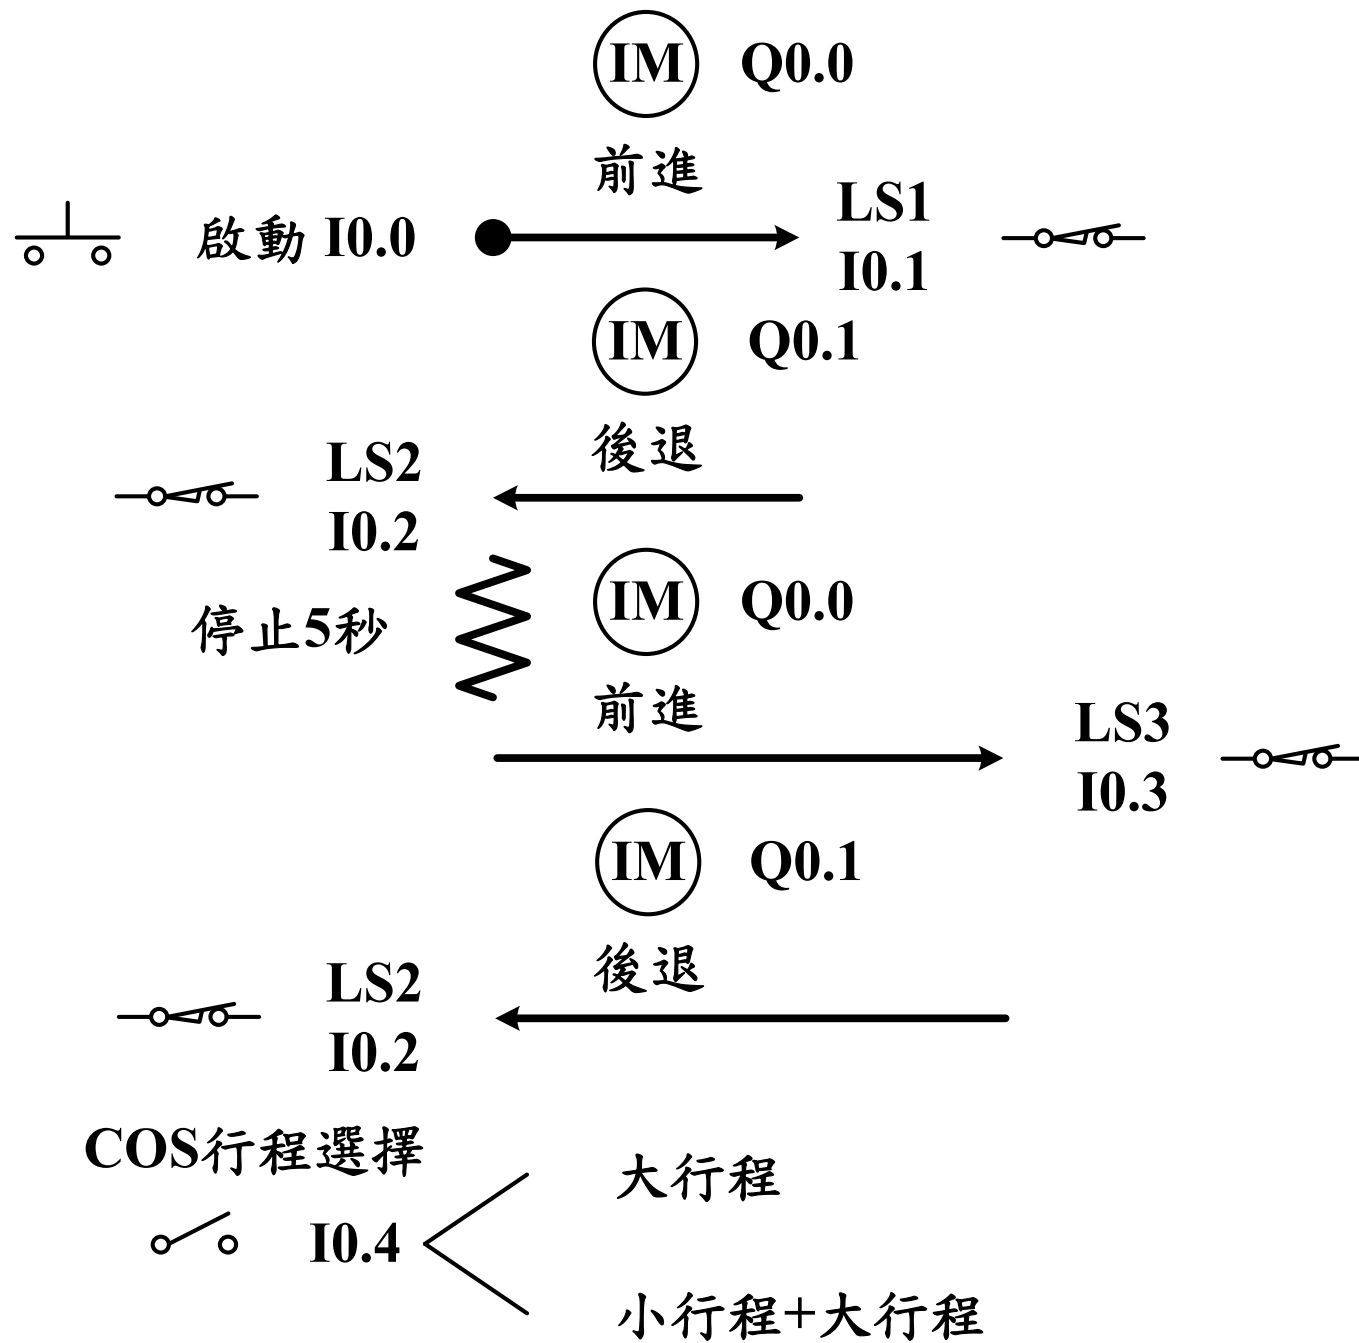 IM Q0.0
前進
啟動 I0.0
LS1
I0.1
IM Q0.1
後退
LS2
I0.2
IM Q0.0
停止5秒
前進
LS3
I0.3
IM Q0.1
後退
LS2
I0.2
COS行程選擇
大行程
I0.4
小行程+大行程